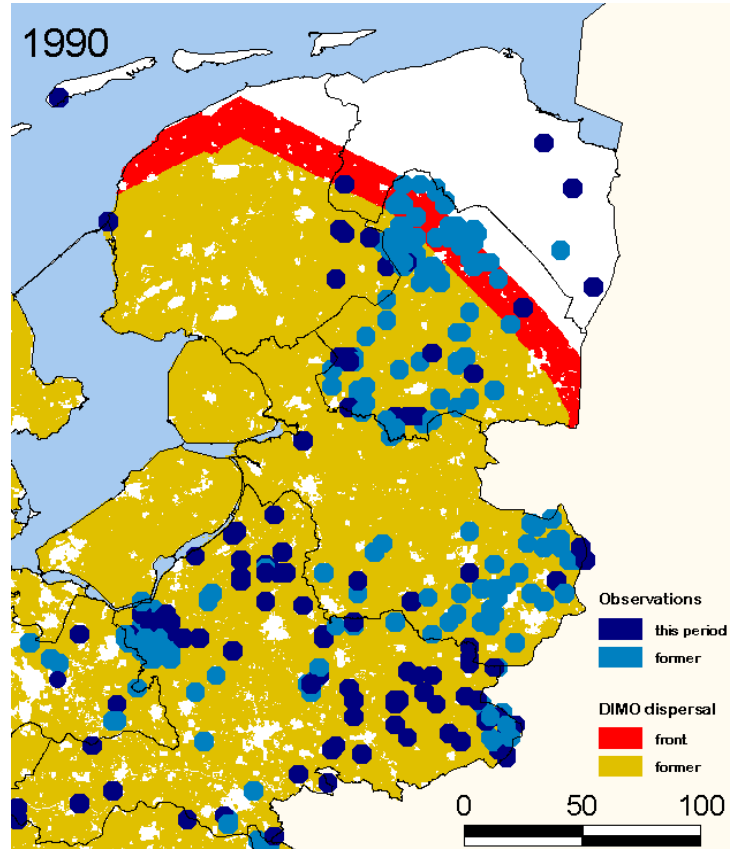 1990
Observations
this period
former
DIMO dispersal
front
former
0 50 100